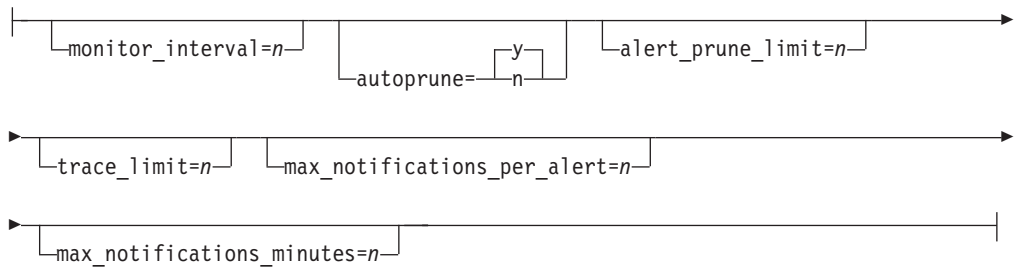 monitor_interval=n
autoprune=
y
n
alert_prune_limit=n
trace_limit=n
max_notifications_per_alert=n
max_notifications_minutes=n